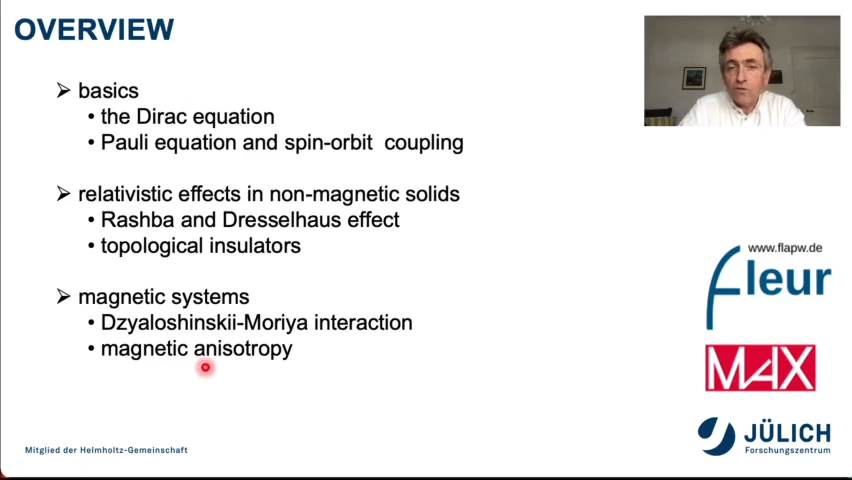 OVERVIEW
➢ basics
• the Dirac equation
• Pauli equation and spin-orbit coupling
➢ relativistic effects in non-magnetic solids
• Rashba and Dresselhaus effect
• topological insulators
➢ magnetic systems
• Dzyaloshinskii-Moriya interaction
• magnetic anisotropy
www.flapw.de
fleur
MAX
JÜLICH
Forschungszentrum
Mitglied der Helmholtz-Gemeinschaft